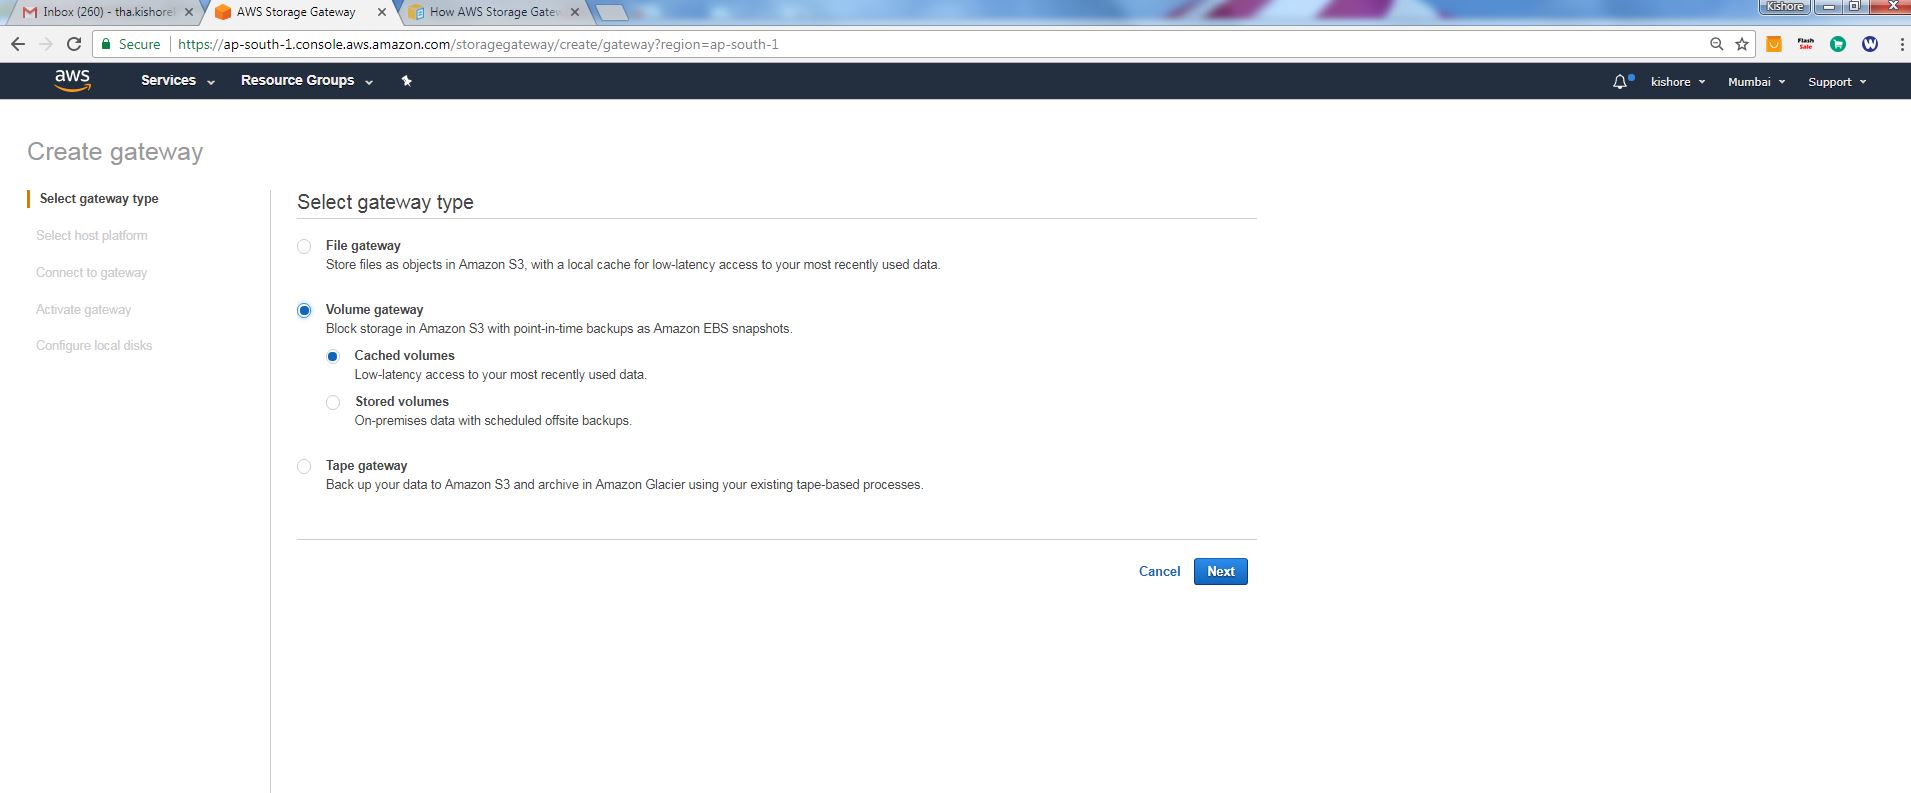 Inbox (260) - tha.kishore
AWS Storage Gateway
How AWS Storage Gate
Kishore
Secure
https://ap-south-1.console.aws.amazon.com/storagegateway/create/gateway?region=ap-south-1
Flash
Sale
W
aws
Services
Resource Groups
kishore
Mumbai
Support
Create gateway
Select gateway type
Select host platform
Connect to gateway
Activate gateway
Configure local disks
Select gateway type
File gateway
Store files as objects in Amazon S3, with a local cache for low-latency access to your most recently used data.
Volume gateway
Block storage in Amazon S3 with point-in-time backups as Amazon EBS snapshots.
Cached volumes
Low-latency access to your most recently used data.
Stored volumes
On-premises data with scheduled offsite backups.
Tape gateway
Back up your data to Amazon S3 and archive in Amazon Glacier using your existing tape-based processes.
Cancel
Next